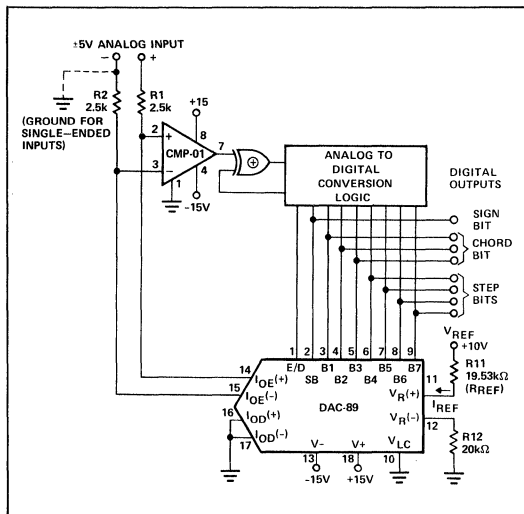 ±5V ANALOG INPUT
− +
R2
2.5k
R1
2.5k
(GROUND FOR
SINGLE–ENDED
INPUTS)
+15
2
8
+
CMP-01
7
3
−
4
1
-15V
+
ANALOG TO
DIGITAL
CONVERSION
LOGIC
DIGITAL
OUTPUTS
SIGN
BIT
CHORD
BIT
STEP
BITS
1 2 3 4 5 6 7 8 9
E/D SB B1 B2 B3 B4 B5 B6 B7
VREF
+10V
R11
19.53kΩ
(RREF)
14
IOE(+)
15
IOE(-)
16
IOD(+)
17
IOD(-)
DAC-89
11
VR(+)
IREF
VR(-)
12
R12
20kΩ
V- V+ VLC
13 18 10
-15V +15V